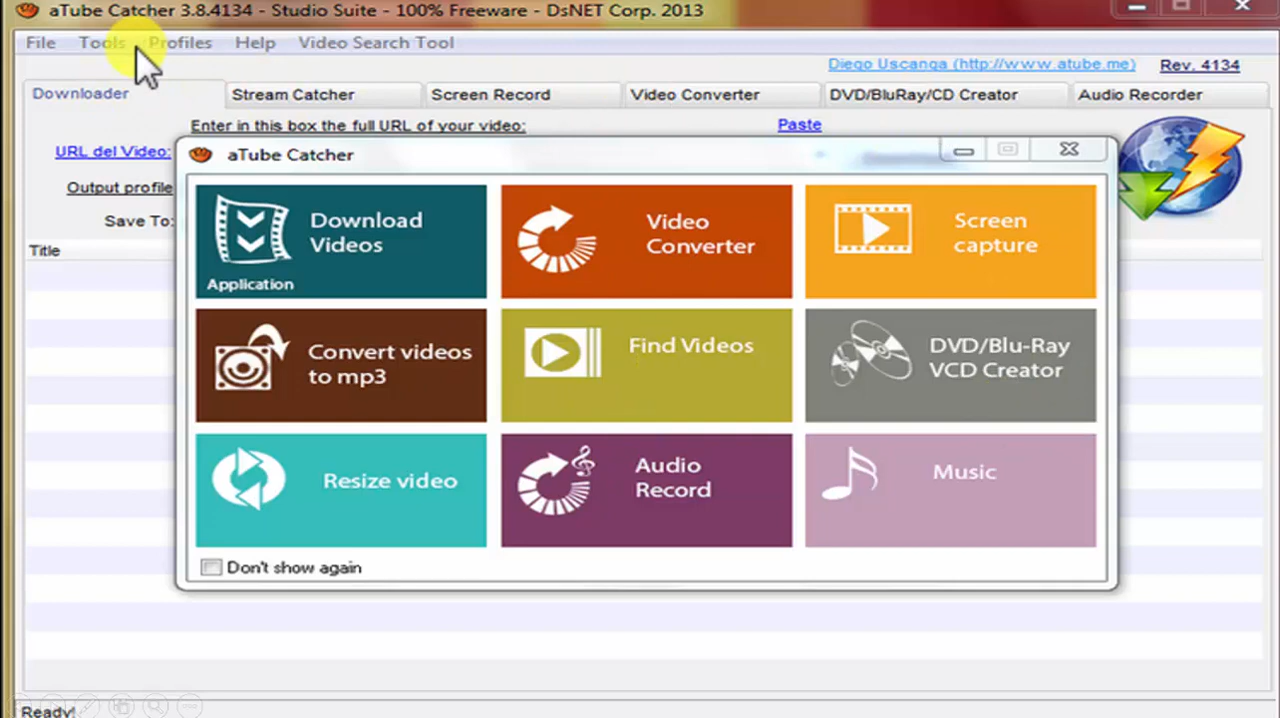 aTube Catcher 3.8.4134 - Studio Suite - 100% Freeware - DsNET Corp. 2013
File Tools Profiles Help Video Search Tool
Diego Uscanga (http://www.atube.me) Rev. 4134
Downloader Stream Catcher Screen Record Video Converter DVD/BluRay/CD Creator Audio Recorder
Enter in this box the full URL of your video: Paste
URL del Video:
Output profile
Save To:
Title
aTube Catcher
Download
Videos
Application
Video
Converter
Screen
capture
Convert videos
to mp3
Find Videos
DVD/Blu-Ray
VCD Creator
Resize video
Audio
Record
Music
Don't show again
Ready!